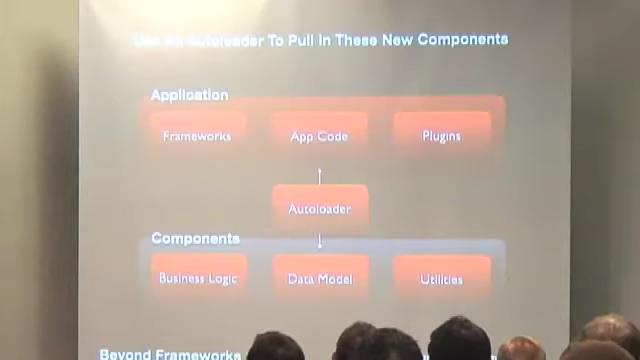 Use An Autoloader To Pull In These New Components
Application
Frameworks
App Code
Plugins
Autoloader
Components
Business Logic
Data Model
Utilities
Beyond Frameworks